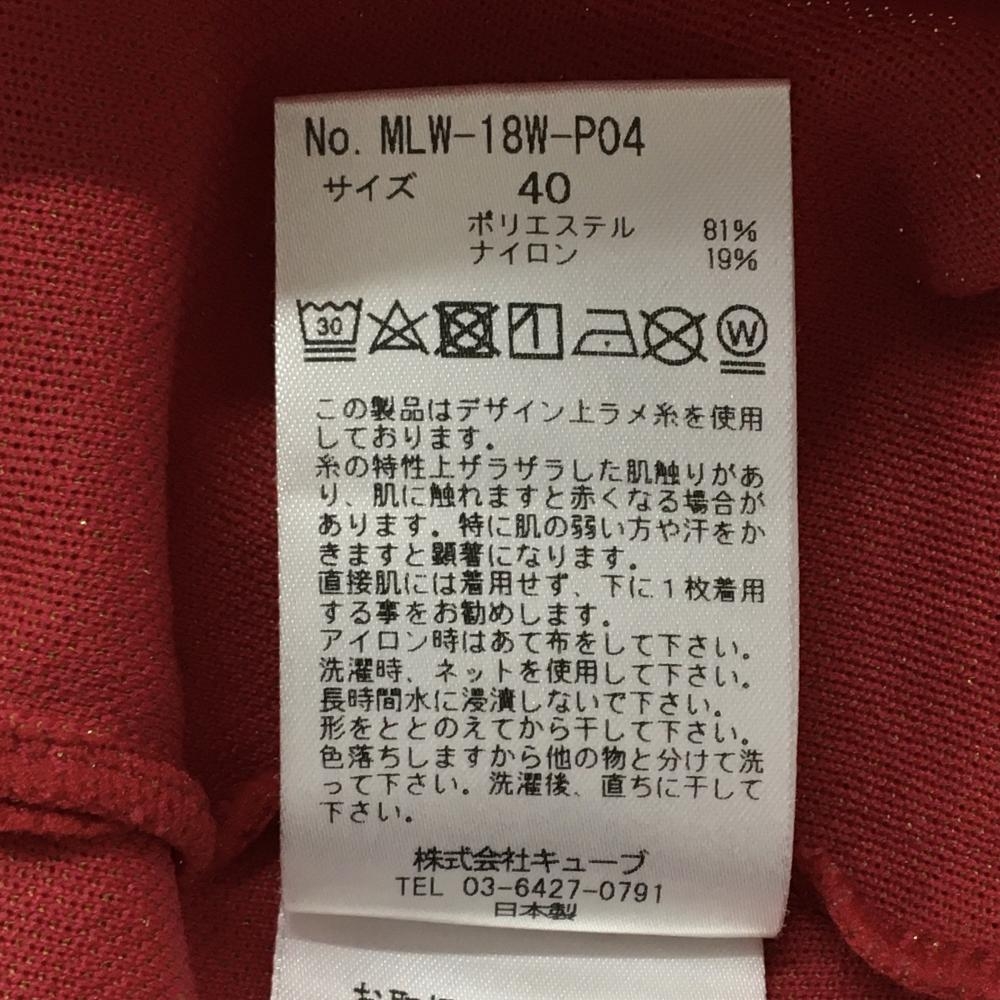 No. MLW-18W-P04
サイズ 40
ポリエステル 81%
ナイロン 19%
30 W
この製品はデザイン上ラメ糸を使用
しております。
糸の特性上ザラザラした肌触りがあ
り、肌に触れますと赤くなる場合が
あります。特に肌の弱い方や汗をか
きますと顕著になります。
直接肌には着用せず、下に1枚着用
する事をお勧めします。
アイロン時はあて布をして下さい。
洗濯時、ネットを使用して下さい。
長時間水に浸漬しないで下さい。
形をととのえてから干して下さい。
色落ちしますから他の物と分けて洗
って下さい。洗濯後、直ちに干して
下さい。
株式会社キューブ
TEL 03-6427-0791
日本製